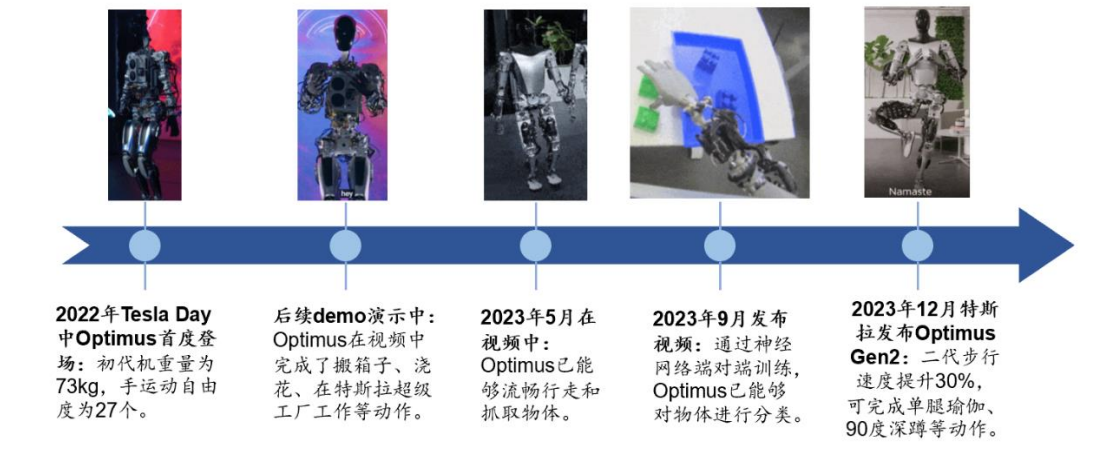 hey
Namaste
2022年Tesla Day
中Optimus首度登
场：初代机重量为
73kg，手运动自由
度为27个。
后续demo演示中：
Optimus在视频中
完成了搬箱子、浇
花、在特斯拉超级
工厂工作等动作。
2023年5月在
视频中：
Optimus已能
够流畅行走和
抓取物体。
2023年9月发布
视频：通过神经
网络端对端训练，
Optimus已能够
对物体进行分类。
2023年12月特斯
拉发布Optimus
Gen2：二代步行
速度提升30%，
可完成单腿瑜伽、
90度深蹲等动作。